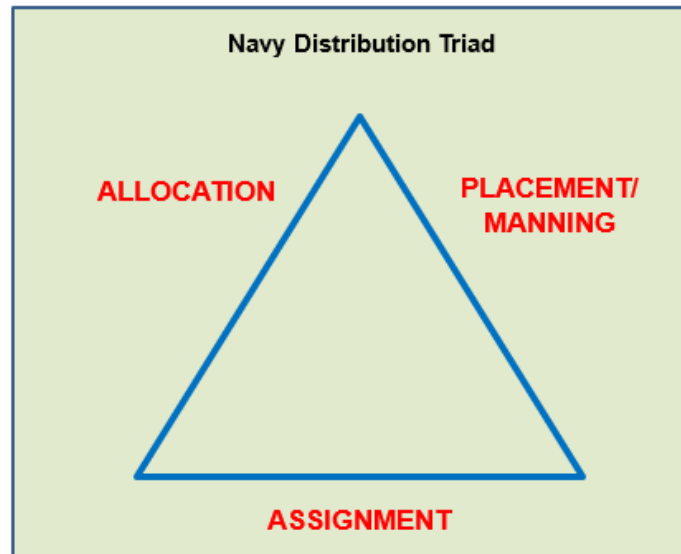 Navy Distribution Triad
ALLOCATION
PLACEMENT/
MANNING
ASSIGNMENT